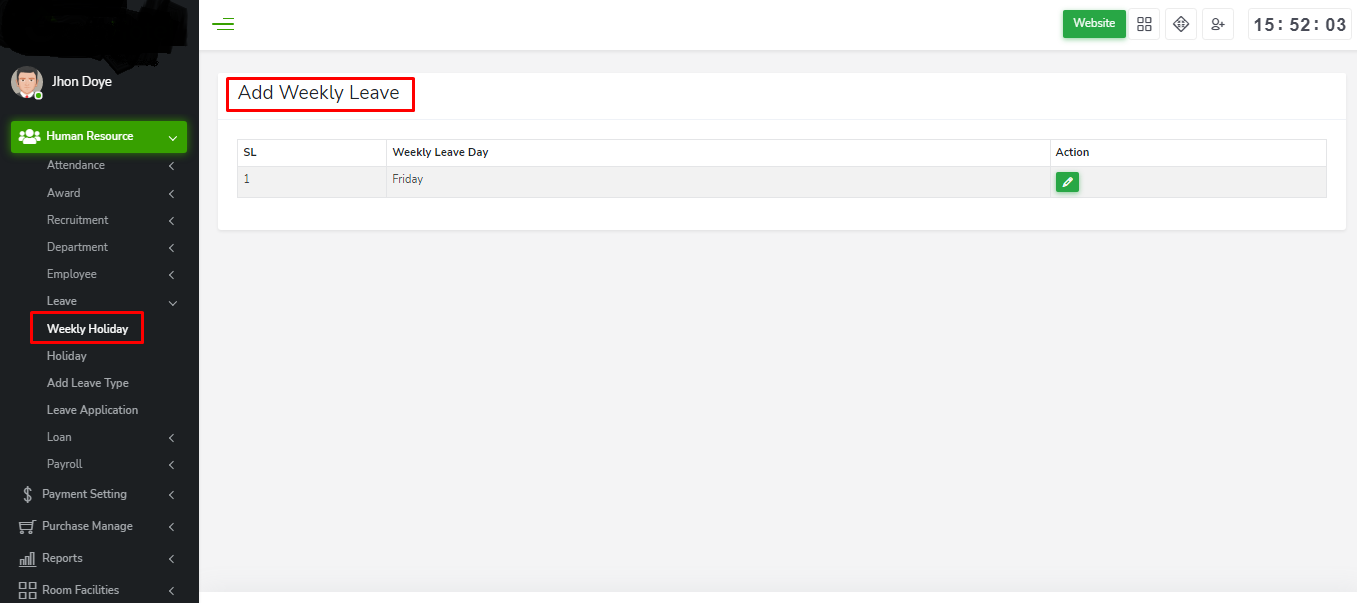 Website
15:52:03
Jhon Doye
Human Resource
Attendance
Award
Recruitment
Department
Employee
Leave
Weekly Holiday
Holiday
Add Leave Type
Leave Application
Loan
Payroll
Payment Setting
Purchase Manage
Reports
Room Facilities
Add Weekly Leave
SL Weekly Leave Day Action
1 Friday